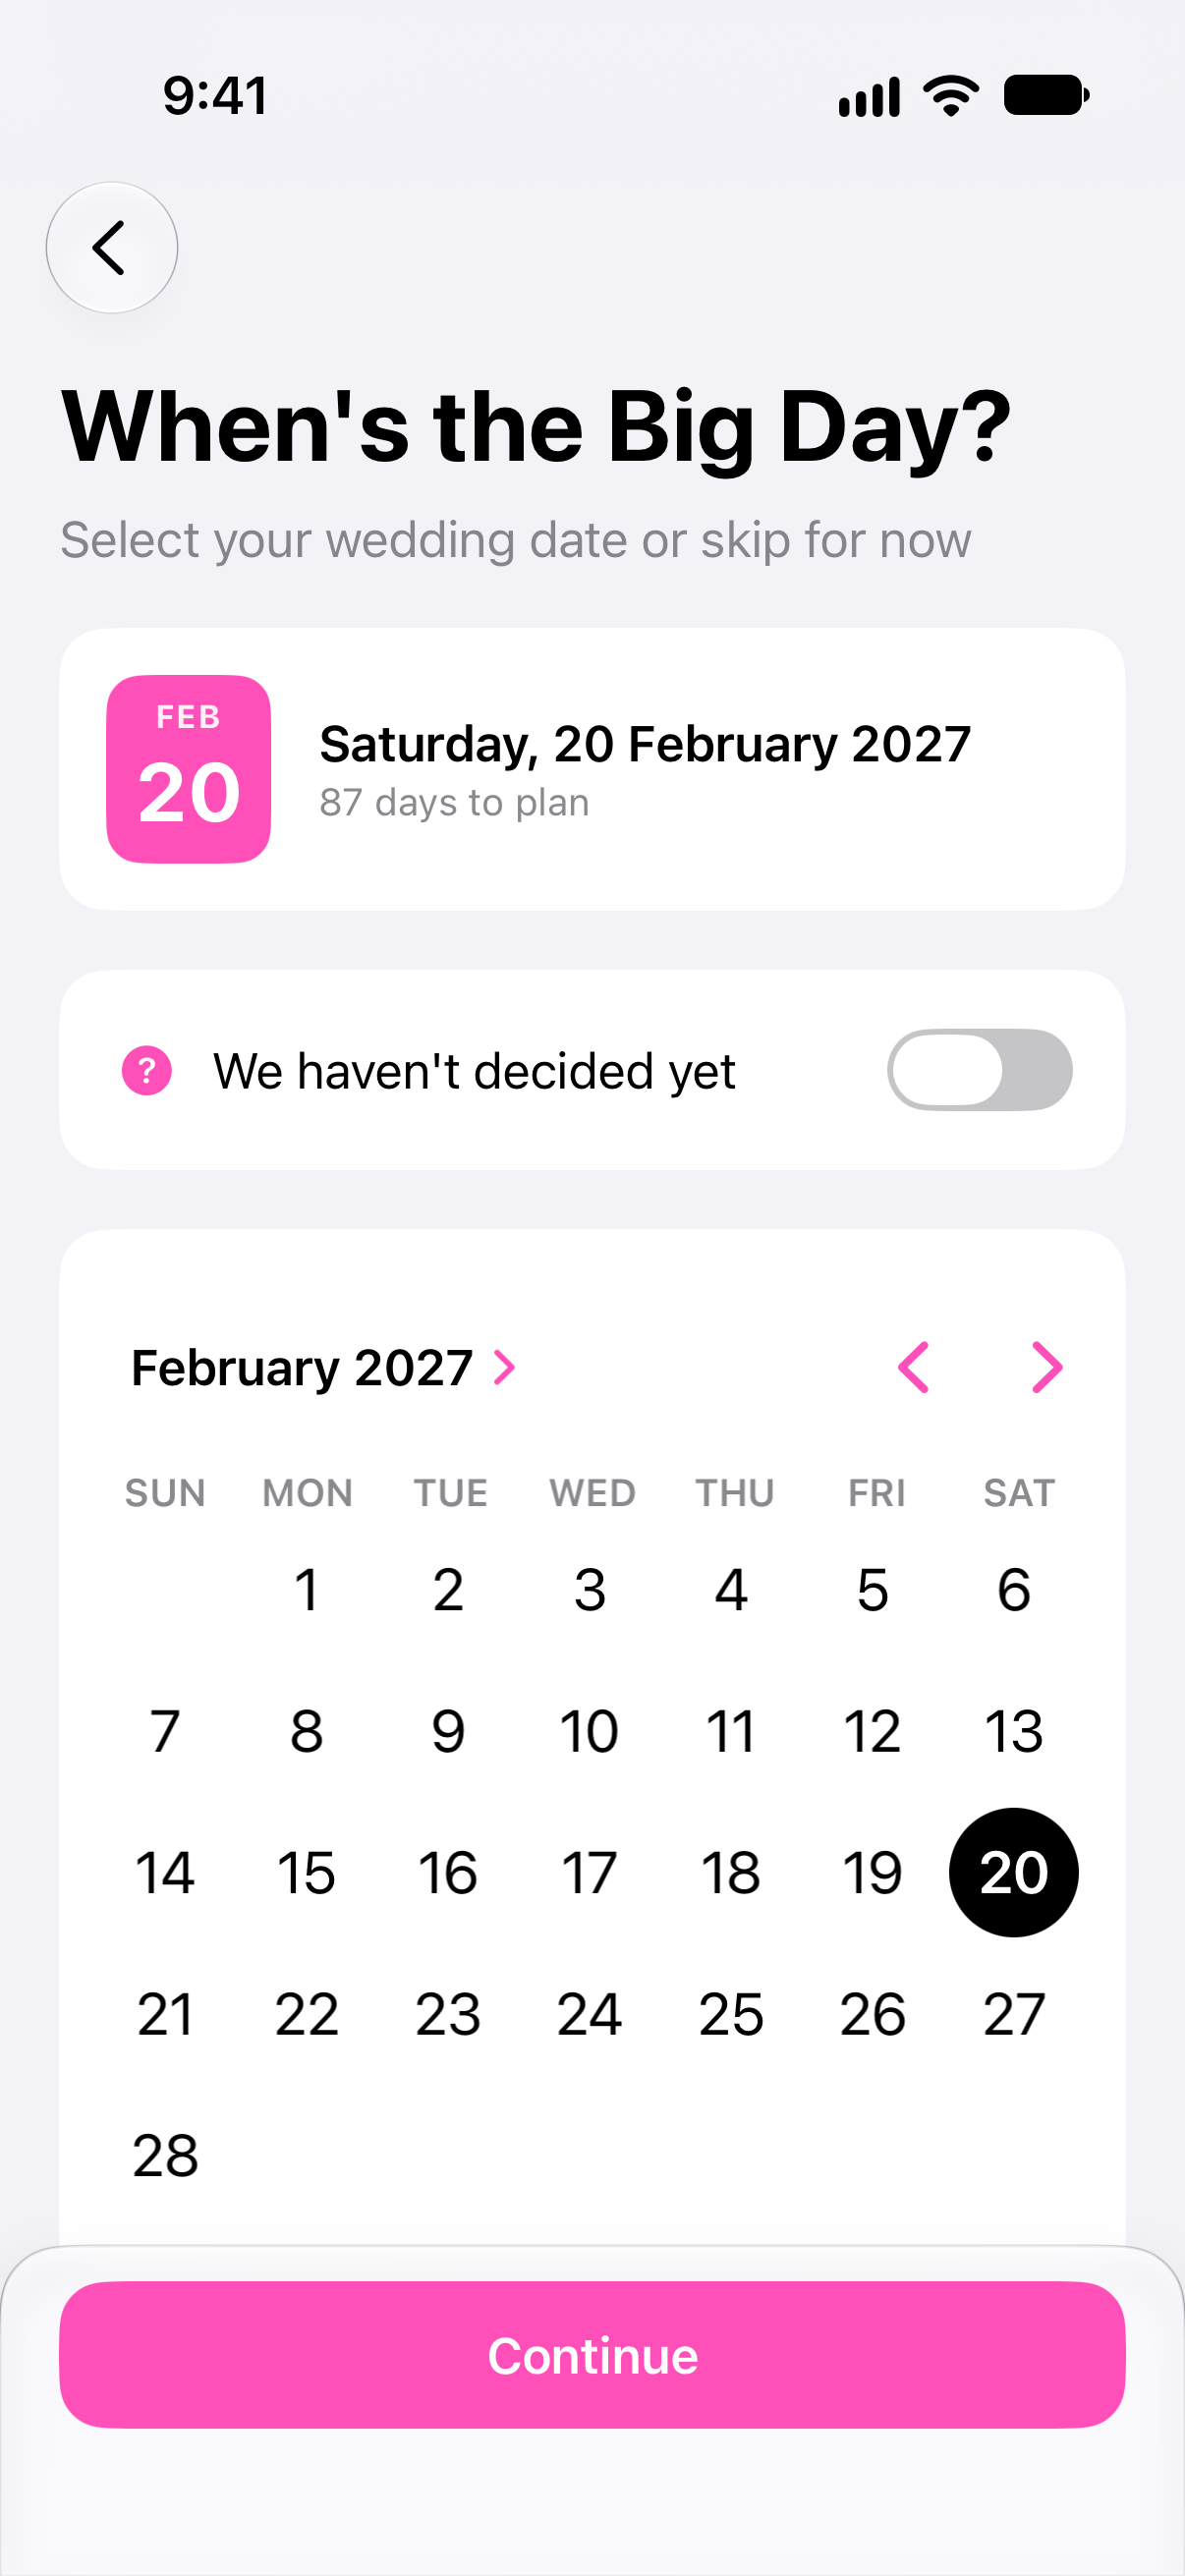 9:41
When's the Big Day?
Select your wedding date or skip for now
FEB
20
Saturday, 20 February 2027
87 days to plan
? We haven't decided yet
February 2027
SUN MON TUE WED THU FRI SAT
1 2 3 4 5 6
7 8 9 10 11 12 13
14 15 16 17 18 19 20
21 22 23 24 25 26 27
28
Continue